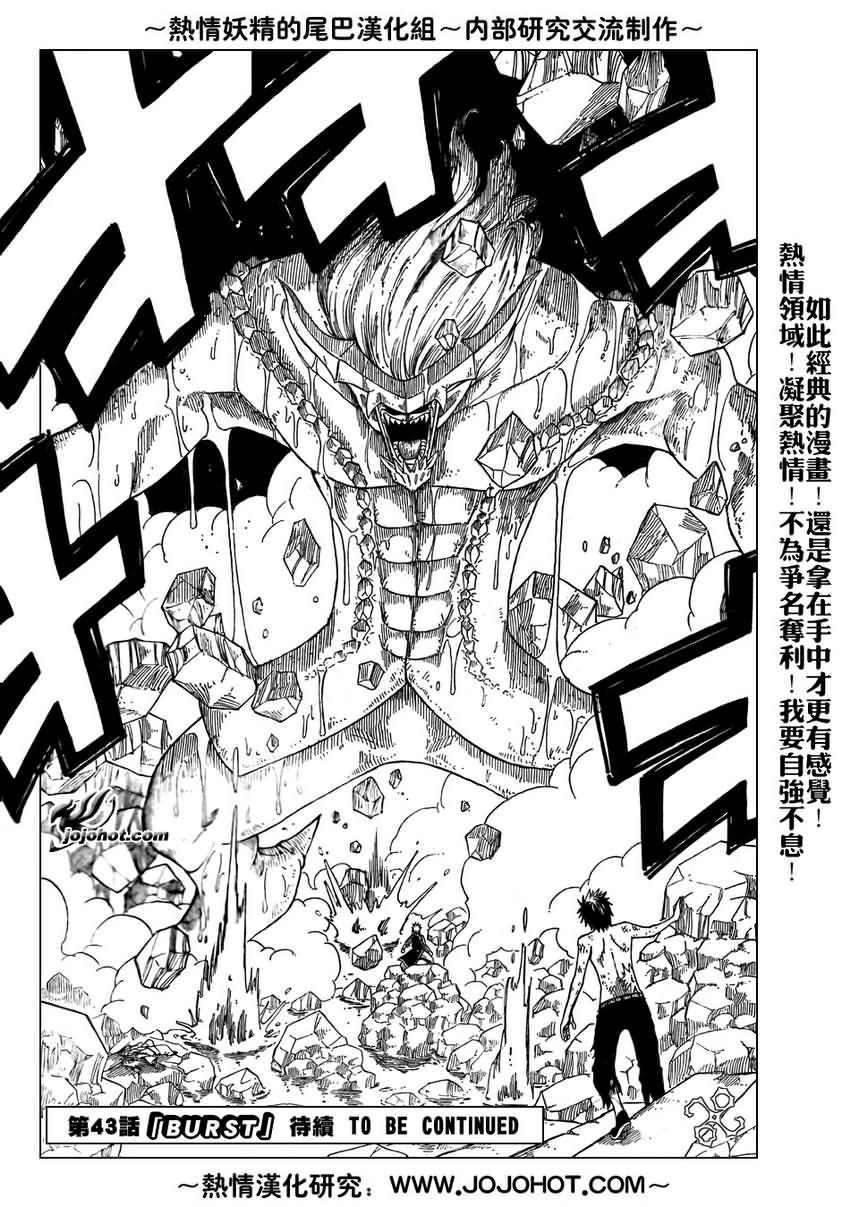 ～熱情妖精的尾巴漢化組～内部研究交流制作～
如此經典的漫畫！還是拿在手中才更有感覺！
熱情領域！凝聚熱情！不為爭名奪利！我要自強不息！
jojohot.com
第43話「BURST」 待續 TO BE CONTINUED
～熱情漢化研究：WWW.JOJOHOT.COM～